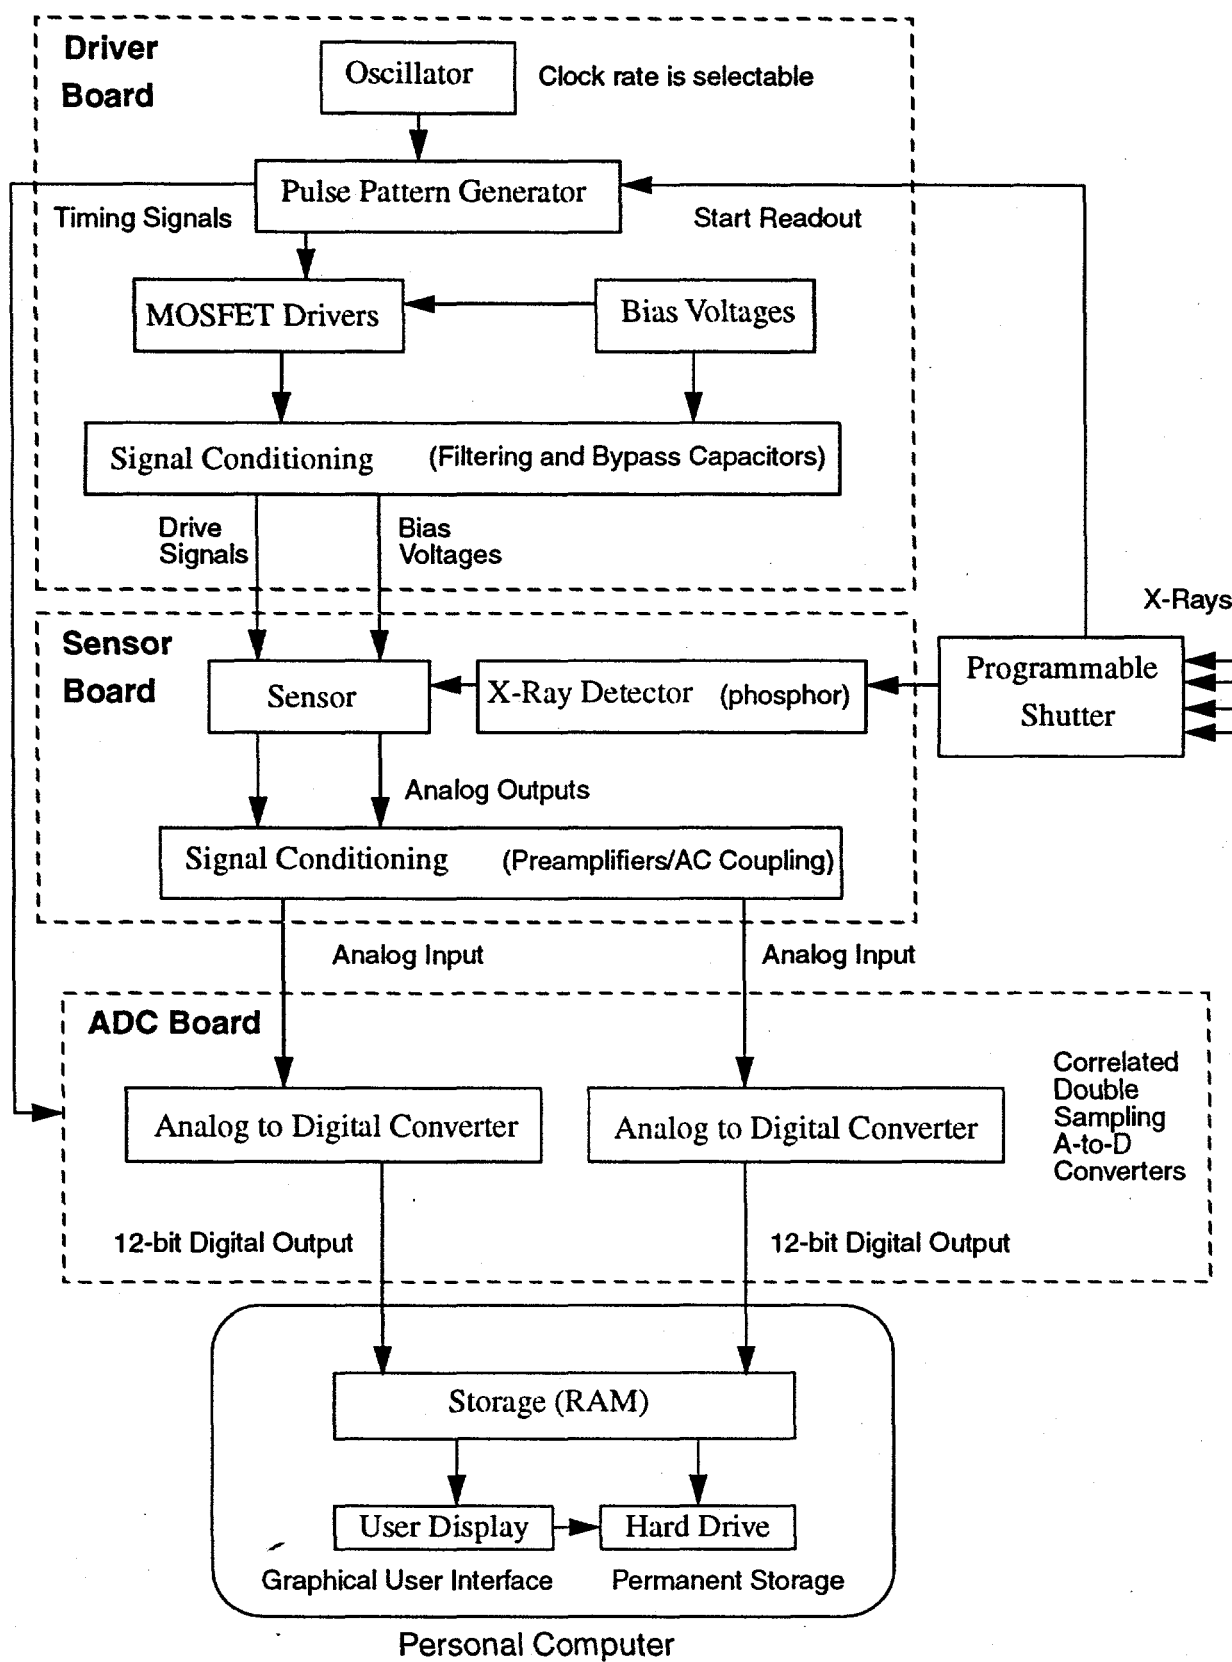 Driver
Board
Oscillator
Clock rate is selectable
Pulse Pattern Generator
Timing Signals
Start Readout
MOSFET Drivers
Bias Voltages
Signal Conditioning (Filtering and Bypass Capacitors)
Drive
Signals
Bias
Voltages
X-Rays
Sensor
Board
Sensor
X-Ray Detector (phosphor)
Programmable
Shutter
Analog Outputs
Signal Conditioning (Preamplifiers/AC Coupling)
Analog Input
Analog Input
ADC Board
Correlated
Double
Sampling
A-to-D
Converters
Analog to Digital Converter
Analog to Digital Converter
12-bit Digital Output
12-bit Digital Output
Storage (RAM)
User Display
Hard Drive
Graphical User Interface
Permanent Storage
Personal Computer